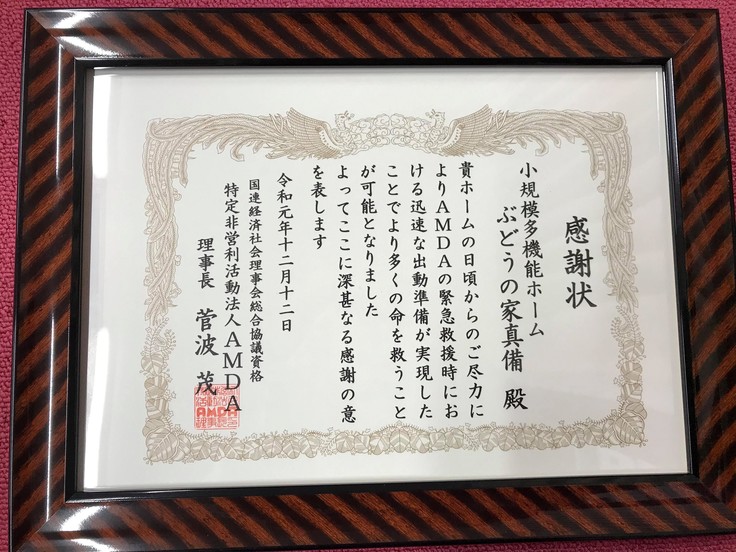 感謝状
小規模多機能ホーム
ぶどうの家真備 殿
貴ホームの日頃からのご尽力に
よりAMDAの緊急救援時にお
ける迅速な出動準備が実現した
ことでより多くの命を救うこと
が可能となりました
よってここに深甚なる感謝の意
を表します
令和元年十二月十二日
国連経済社会理事会総合協議資格
特定非営利活動法人AMDA
理事長 菅波 茂
AMDA